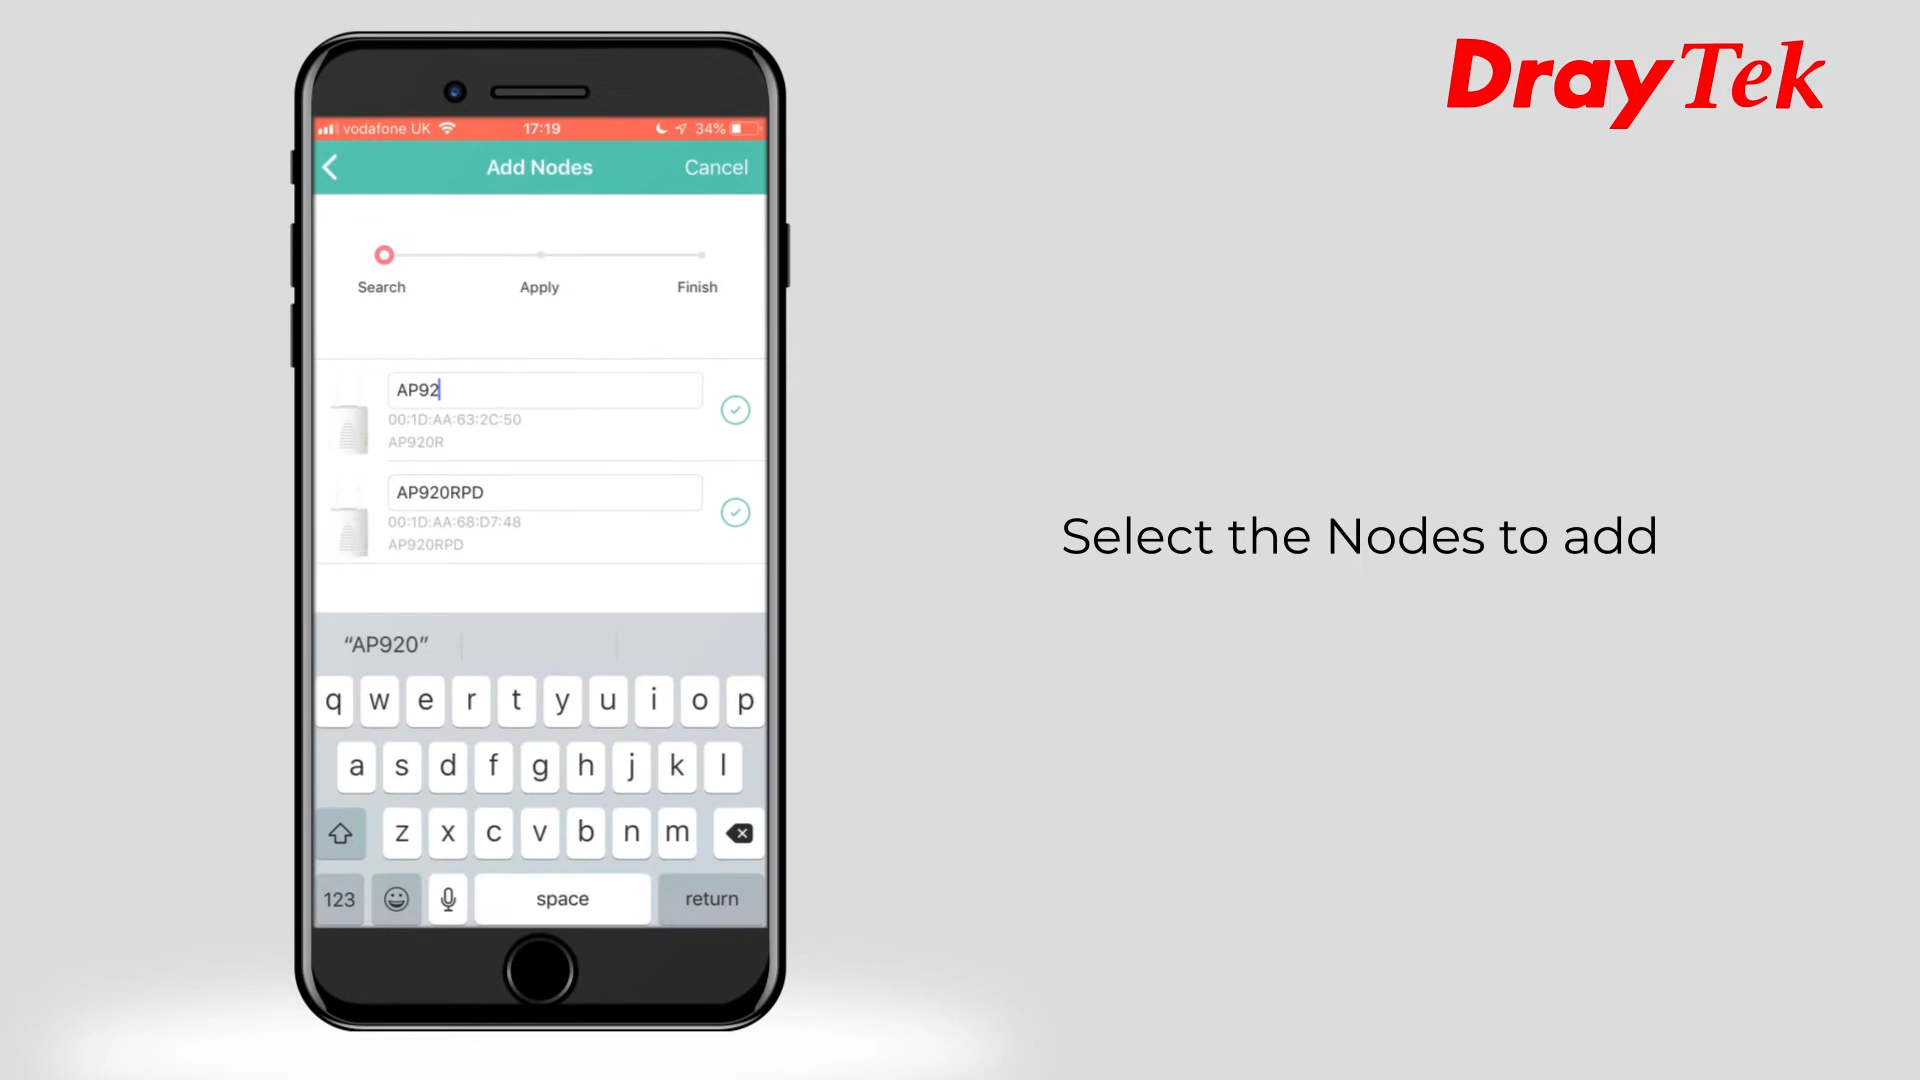 DrayTek
vodafone UK 17:19 34%
Add Nodes Cancel
Search Apply Finish
AP92
00:1D:AA:63:2C:50
AP920R
AP920RPD
00:1D:AA:68:D7:48
AP920RPD
Select the Nodes to add
“AP920”
q w e r t y u i o p
a s d f g h j k l
z x c v b n m
123 space return